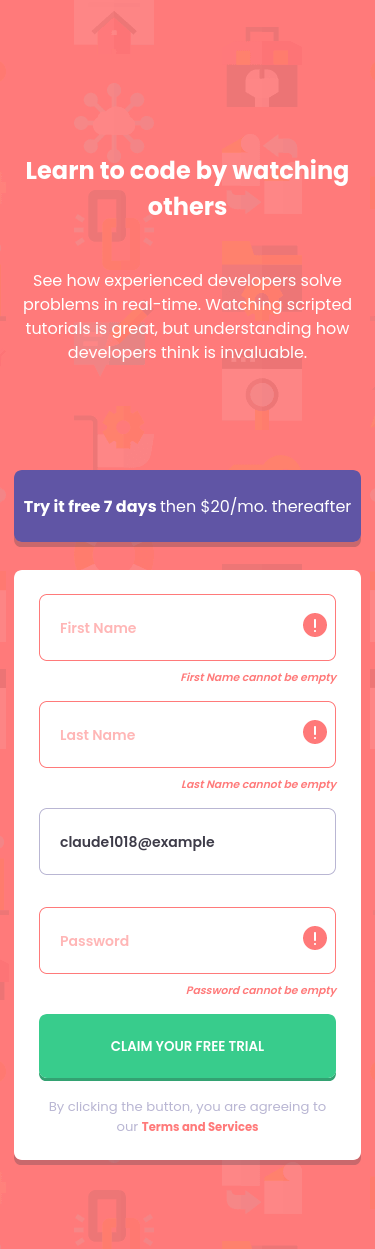 Learn to code by watching
others
See how experienced developers solve
problems in real-time. Watching scripted
tutorials is great, but understanding how
developers think is invaluable.
Try it free 7 days then $20/mo. thereafter
First Name
First Name cannot be empty
Last Name
Last Name cannot be empty
claude1018@example
Password
Password cannot be empty
CLAIM YOUR FREE TRIAL
By clicking the button, you are agreeing to
our Terms and Services